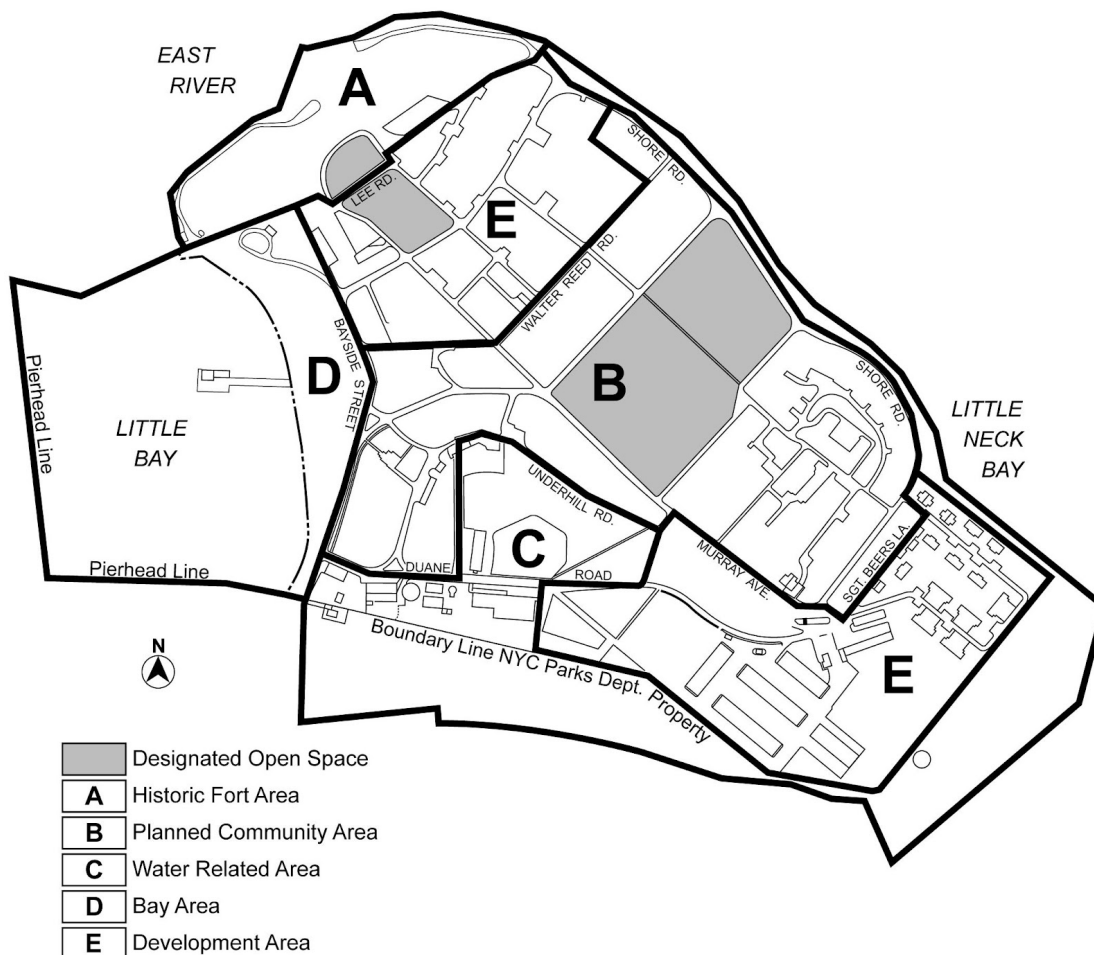 EAST
RIVER
A
SHORE RD.
LEE RD.
E
WALTER REED RD.
BAYSIDE STREET
D
B
SHORE RD.
Pierhead Line
LITTLE
BAY
LITTLE
NECK
BAY
UNDERHILL RD.
C
MURRAY AVE.
SGT. BEERS LA.
Pierhead Line
DUANE ROAD
Boundary Line NYC Parks Dept. Property
E
N
Designated Open Space
A Historic Fort Area
B Planned Community Area
C Water Related Area
D Bay Area
E Development Area